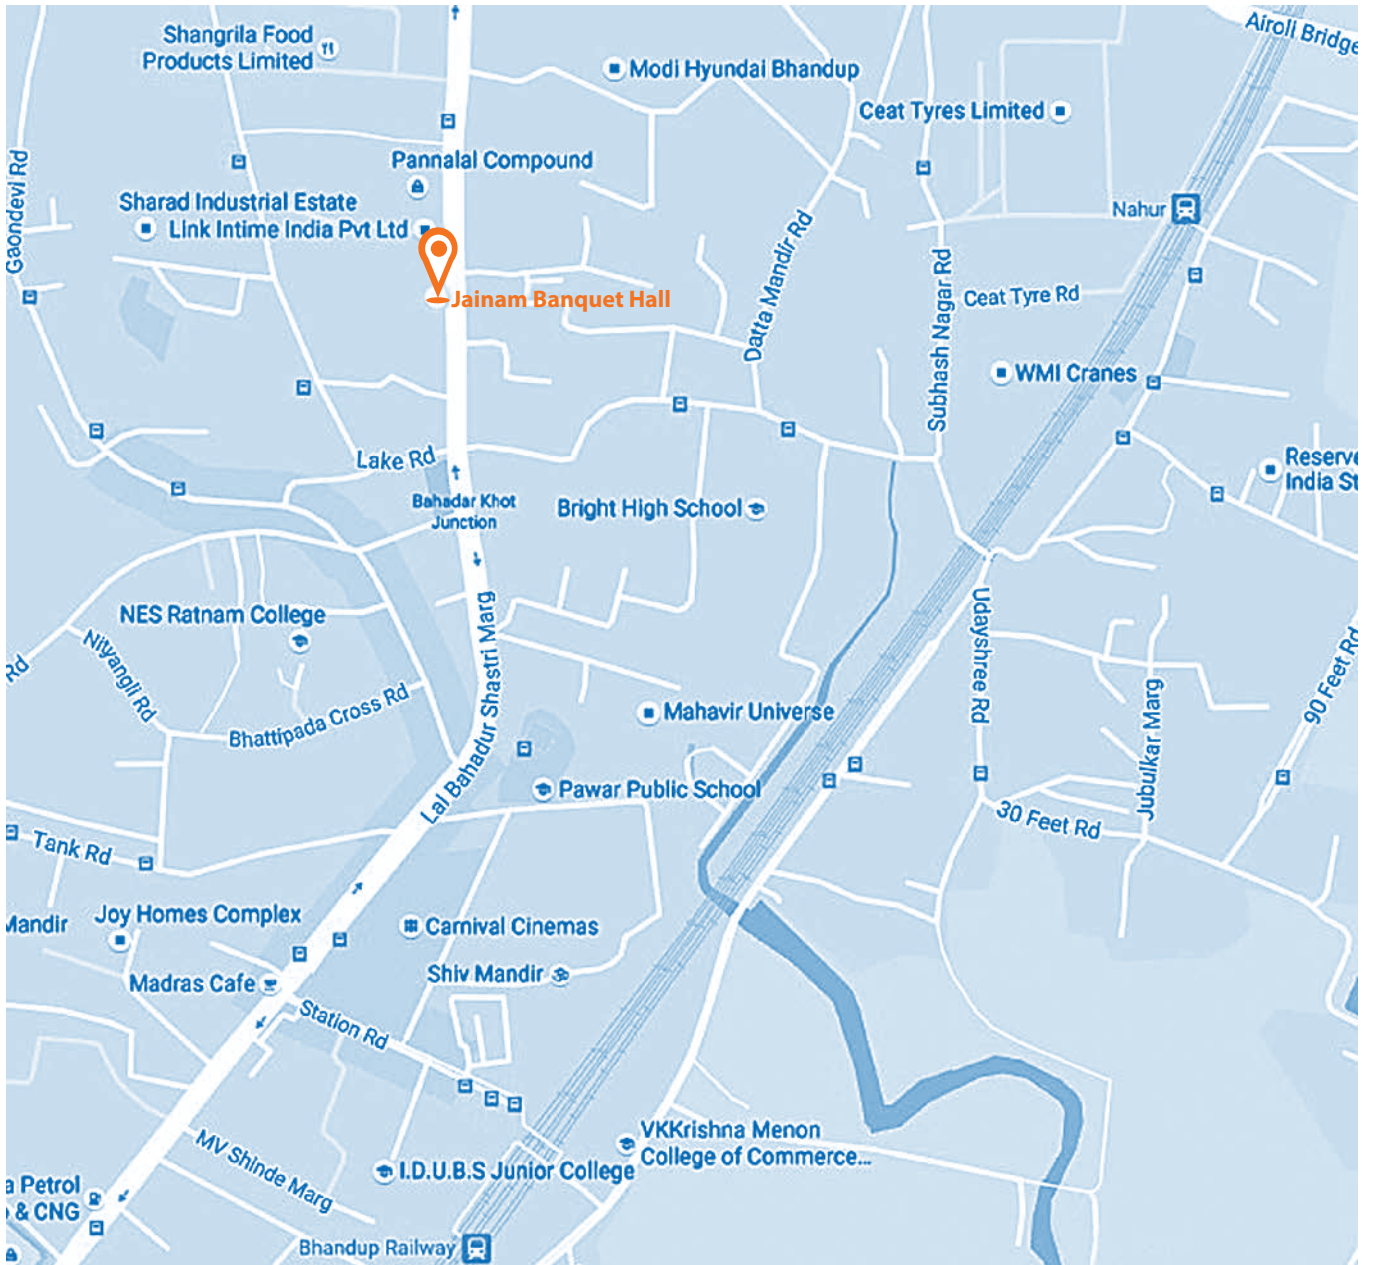 Airoli Bridge
Shangrila Food
Products Limited
Modi Hyundai Bhandup
Ceat Tyres Limited
Pannalal Compound
Gaondevi Rd
Sharad Industrial Estate
Link Intime India Pvt Ltd
Nahur
Jainam Banquet Hall
Datta Mandir Rd
Subhash Nagar Rd
Ceat Tyre Rd
WMI Cranes
Lake Rd
Reserve
India St
Bahadar Khot
Junction
Bright High School
NES Ratnam College
Lal Bahadur Shastri Marg
Udayshree Rd
Rd
Nityangli Rd
Bhattipada Cross Rd
Mahavir Universe
Jubulkar Marg
90 Feet Rd
Pawar Public School
30 Feet Rd
Tank Rd
Mandir
Joy Homes Complex
Carnival Cinemas
Madras Cafe
Shiv Mandir
Station Rd
VKKrishna Menon
College of Commerce...
MV Shinde Marg
I.D.U.B.S Junior College
a Petrol
& CNG
Bhandup Railway